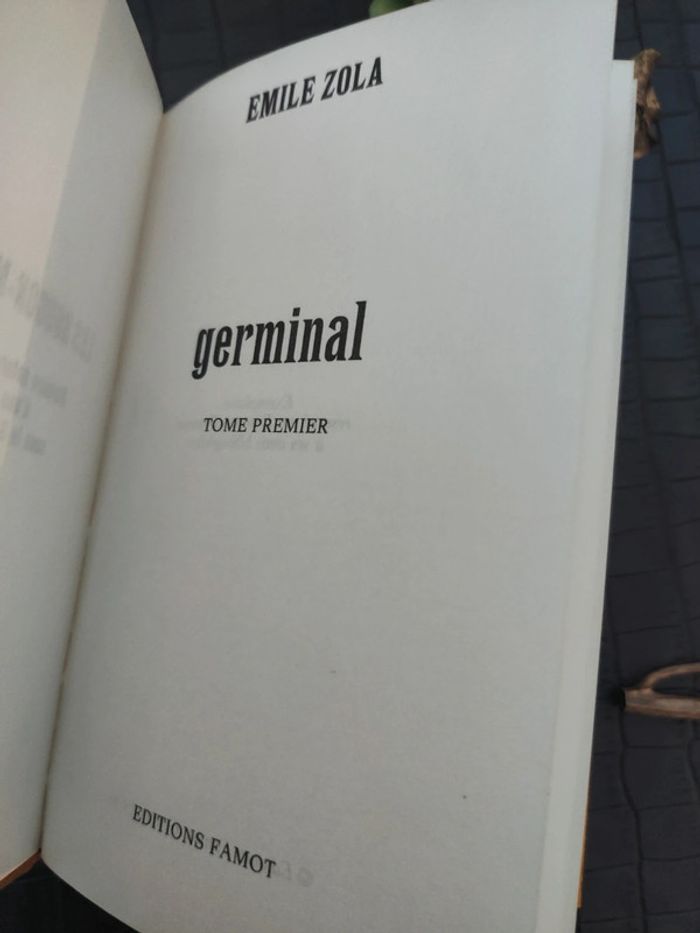 EMILE ZOLA
germinal
TOME PREMIER
EDITIONS FAMOT